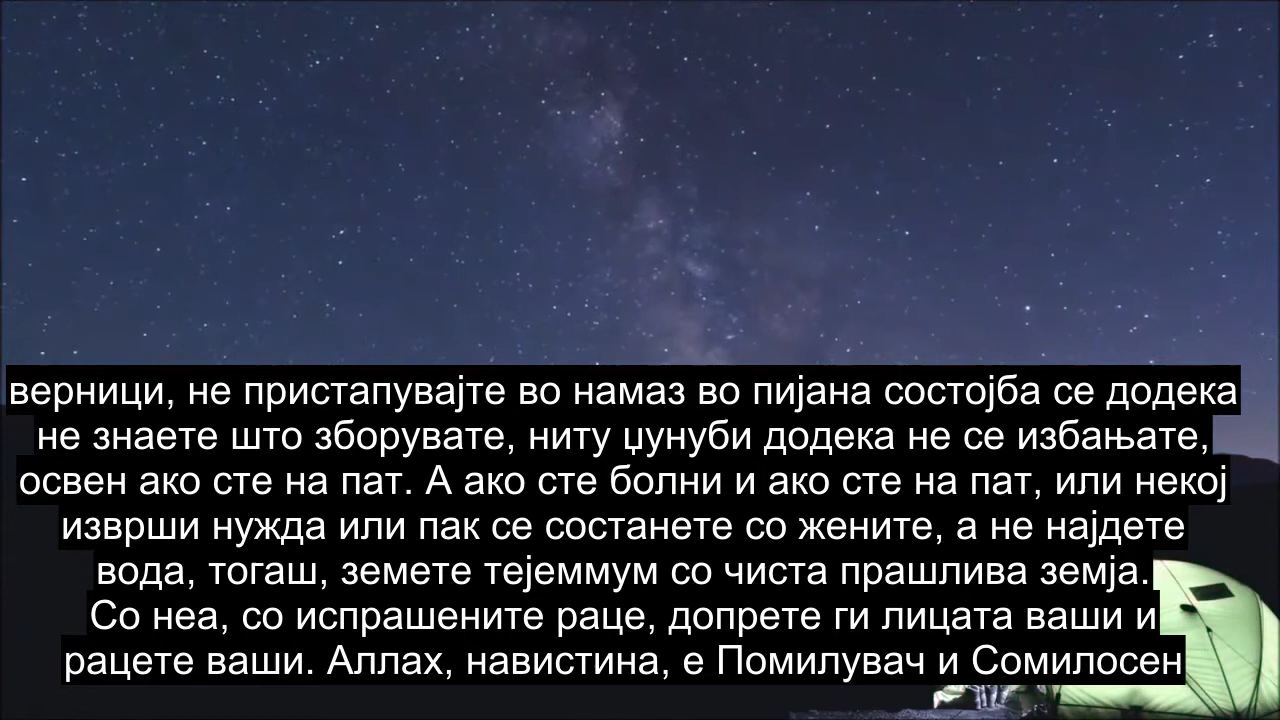 верници, не пристапувајте во намаз во пијана состојба се додека
не знаете што зборувате, ниту џунуби додека не се избањате,
освен ако сте на пат. А ако сте болни и ако сте на пат, или некој
изврши нужда или пак се состанете со жените, а не најдете
вода, тогаш, земете тејеммум со чиста прашлива земја.
Со неа, со испрашените раце, допрете ги лицата ваши и
рацете ваши. Аллах, навистина, е Помилувач и Сомилосен